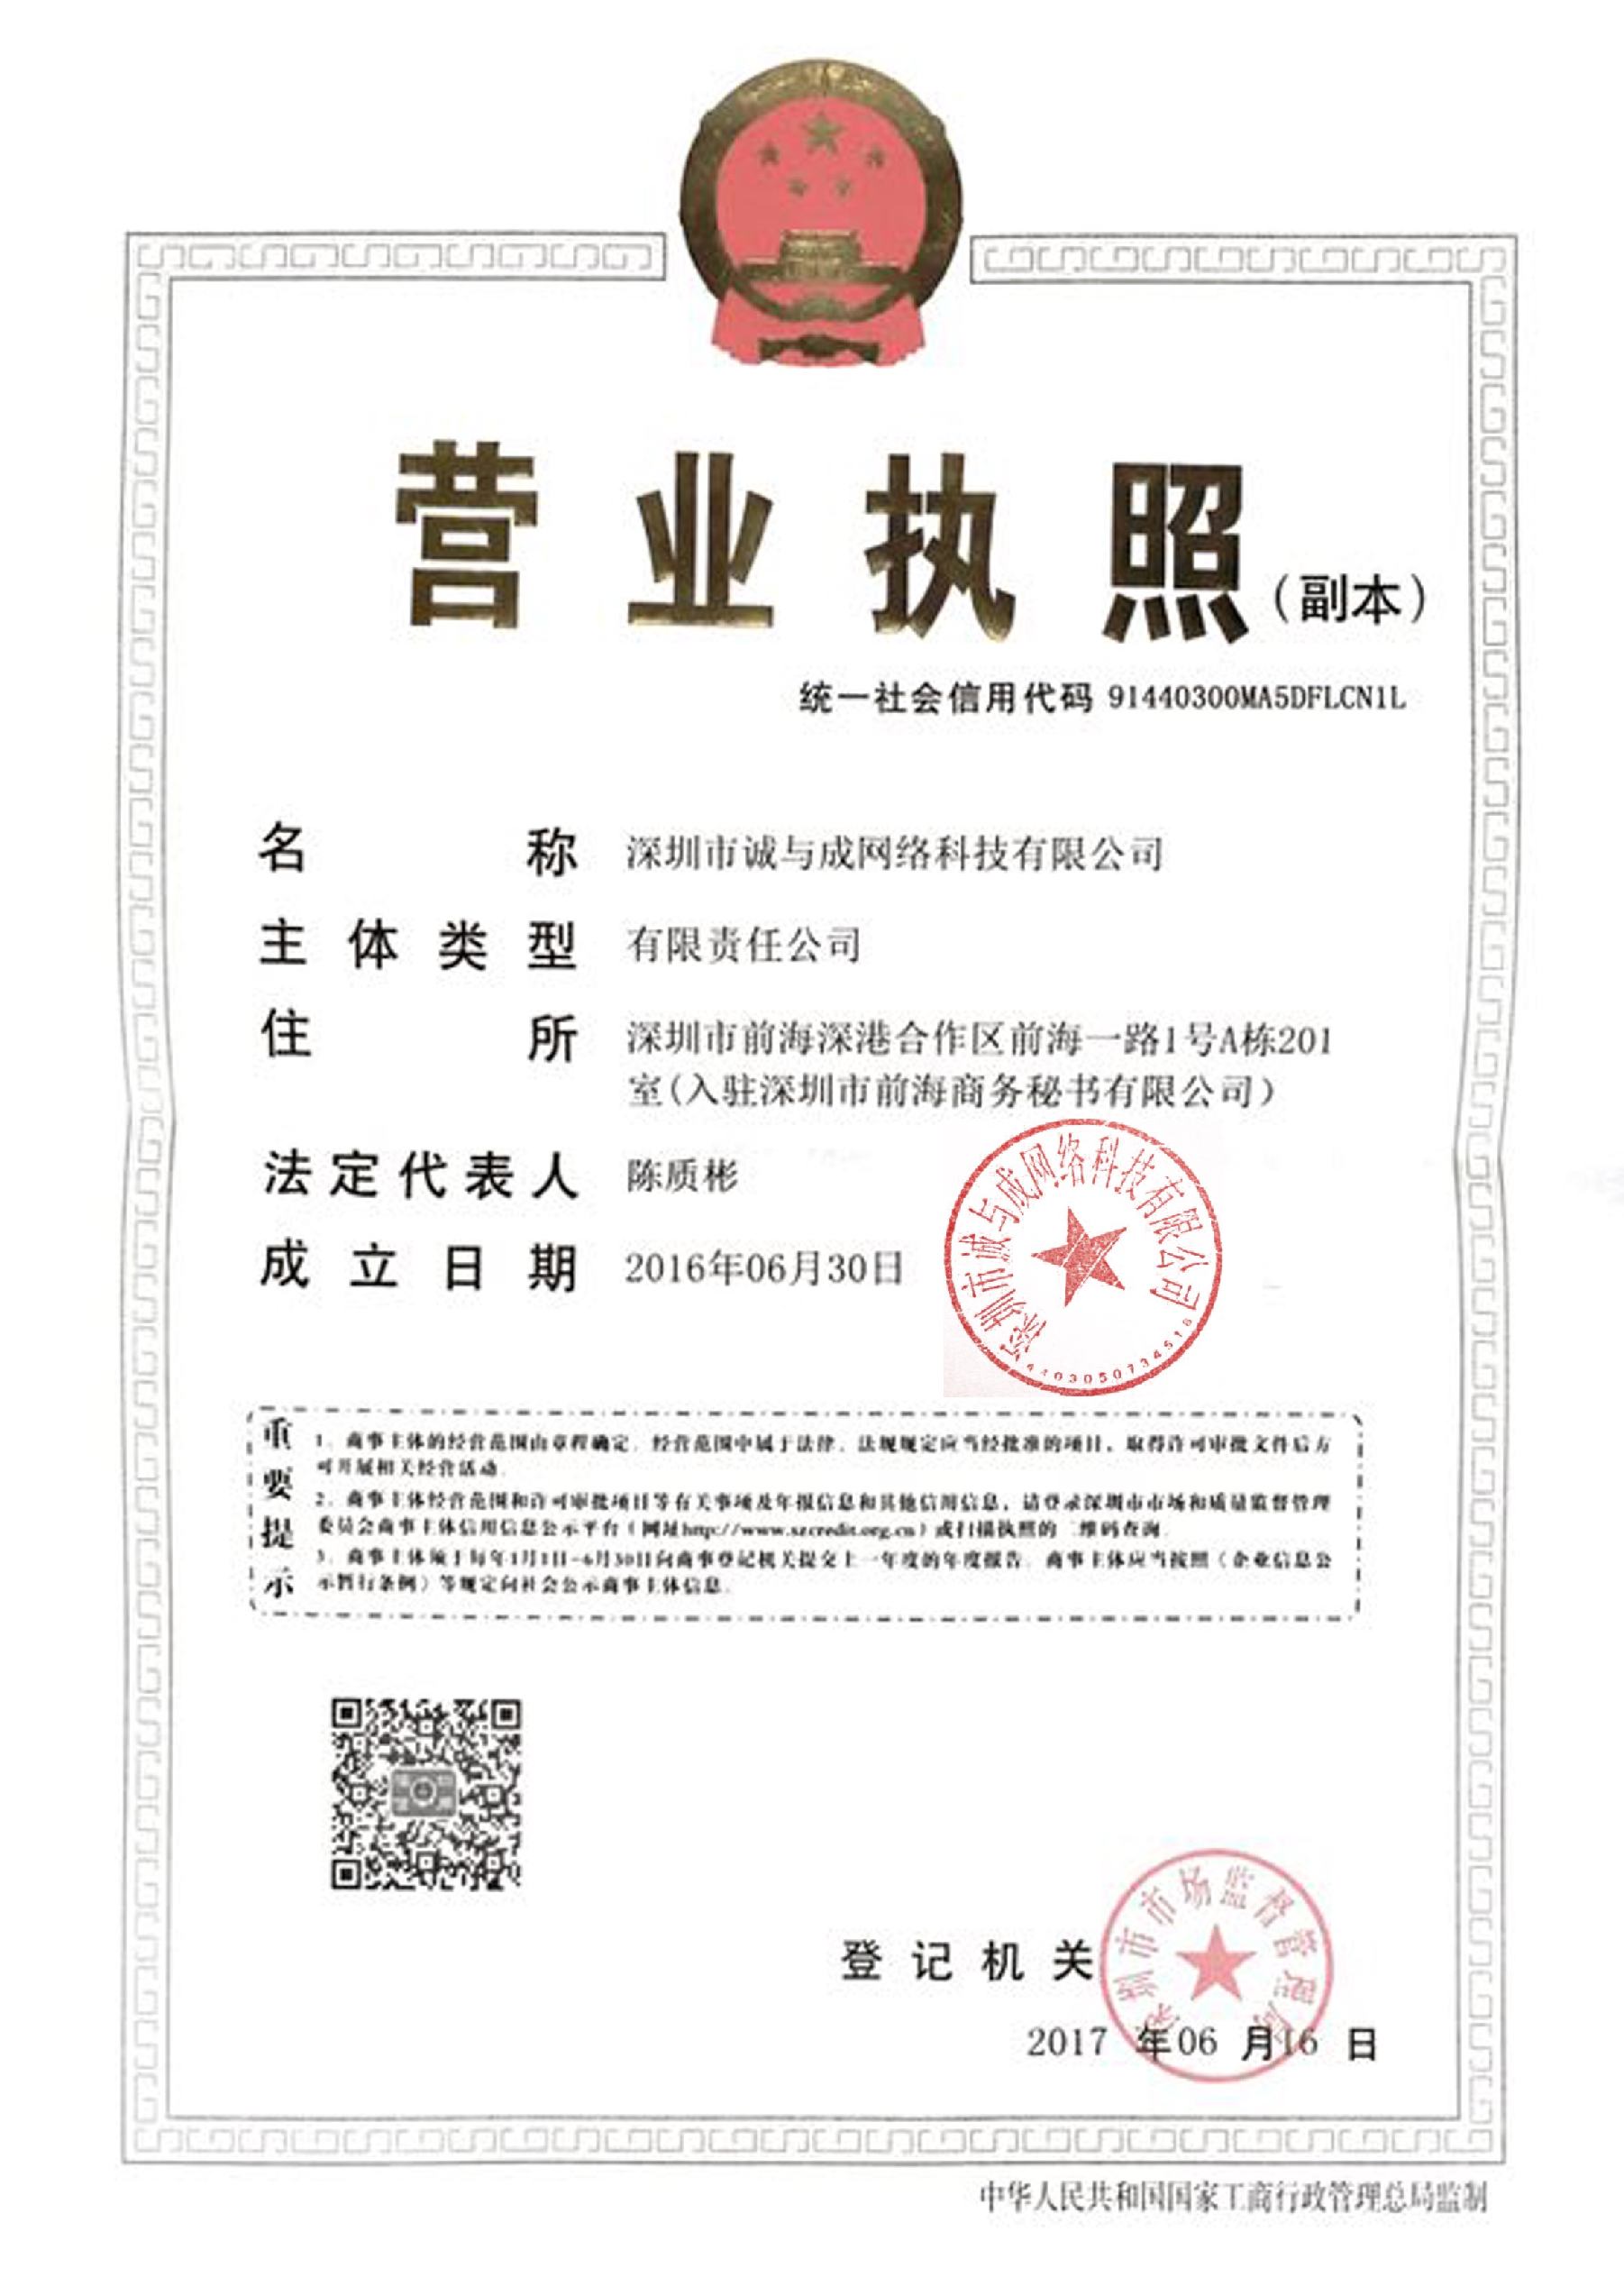 营业执照（副本）
统一社会信用代码 91440300MA5DFLCN1L
名称 深圳市诚与成网络科技有限公司
主体类型 有限责任公司
住所 深圳市前海深港合作区前海一路1号A栋201
室(入驻深圳市前海商务秘书有限公司）
法定代表人 陈质彬
成立日期 2016年06月30日
深圳市诚与成网络科技有限公司
重要提示
1．商事主体的经营范围由章程确定。经营范围中属于法律、法规规定应当经批准的项目，取得许可审批文件后方
可开展相关经营活动。
2．商事主体经营范围和许可审批项目等有关事项及年报信息和其他信用信息，请登录深圳市市场和质量监督管理
委员会商事主体信用信息公示平台（网址http://www.szcredit.org.cn）或扫描执照的二维码查询。
3．商事主体须于每年1月1日-6月30日向商事登记机关提交上一年度的年度报告。商事主体应当按照《企业信息公
示暂行条例》等规定向社会公示商事主体信息。
登记机关
深圳市市场监督管理局
2017 年06 月16 日
中华人民共和国国家工商行政管理总局监制